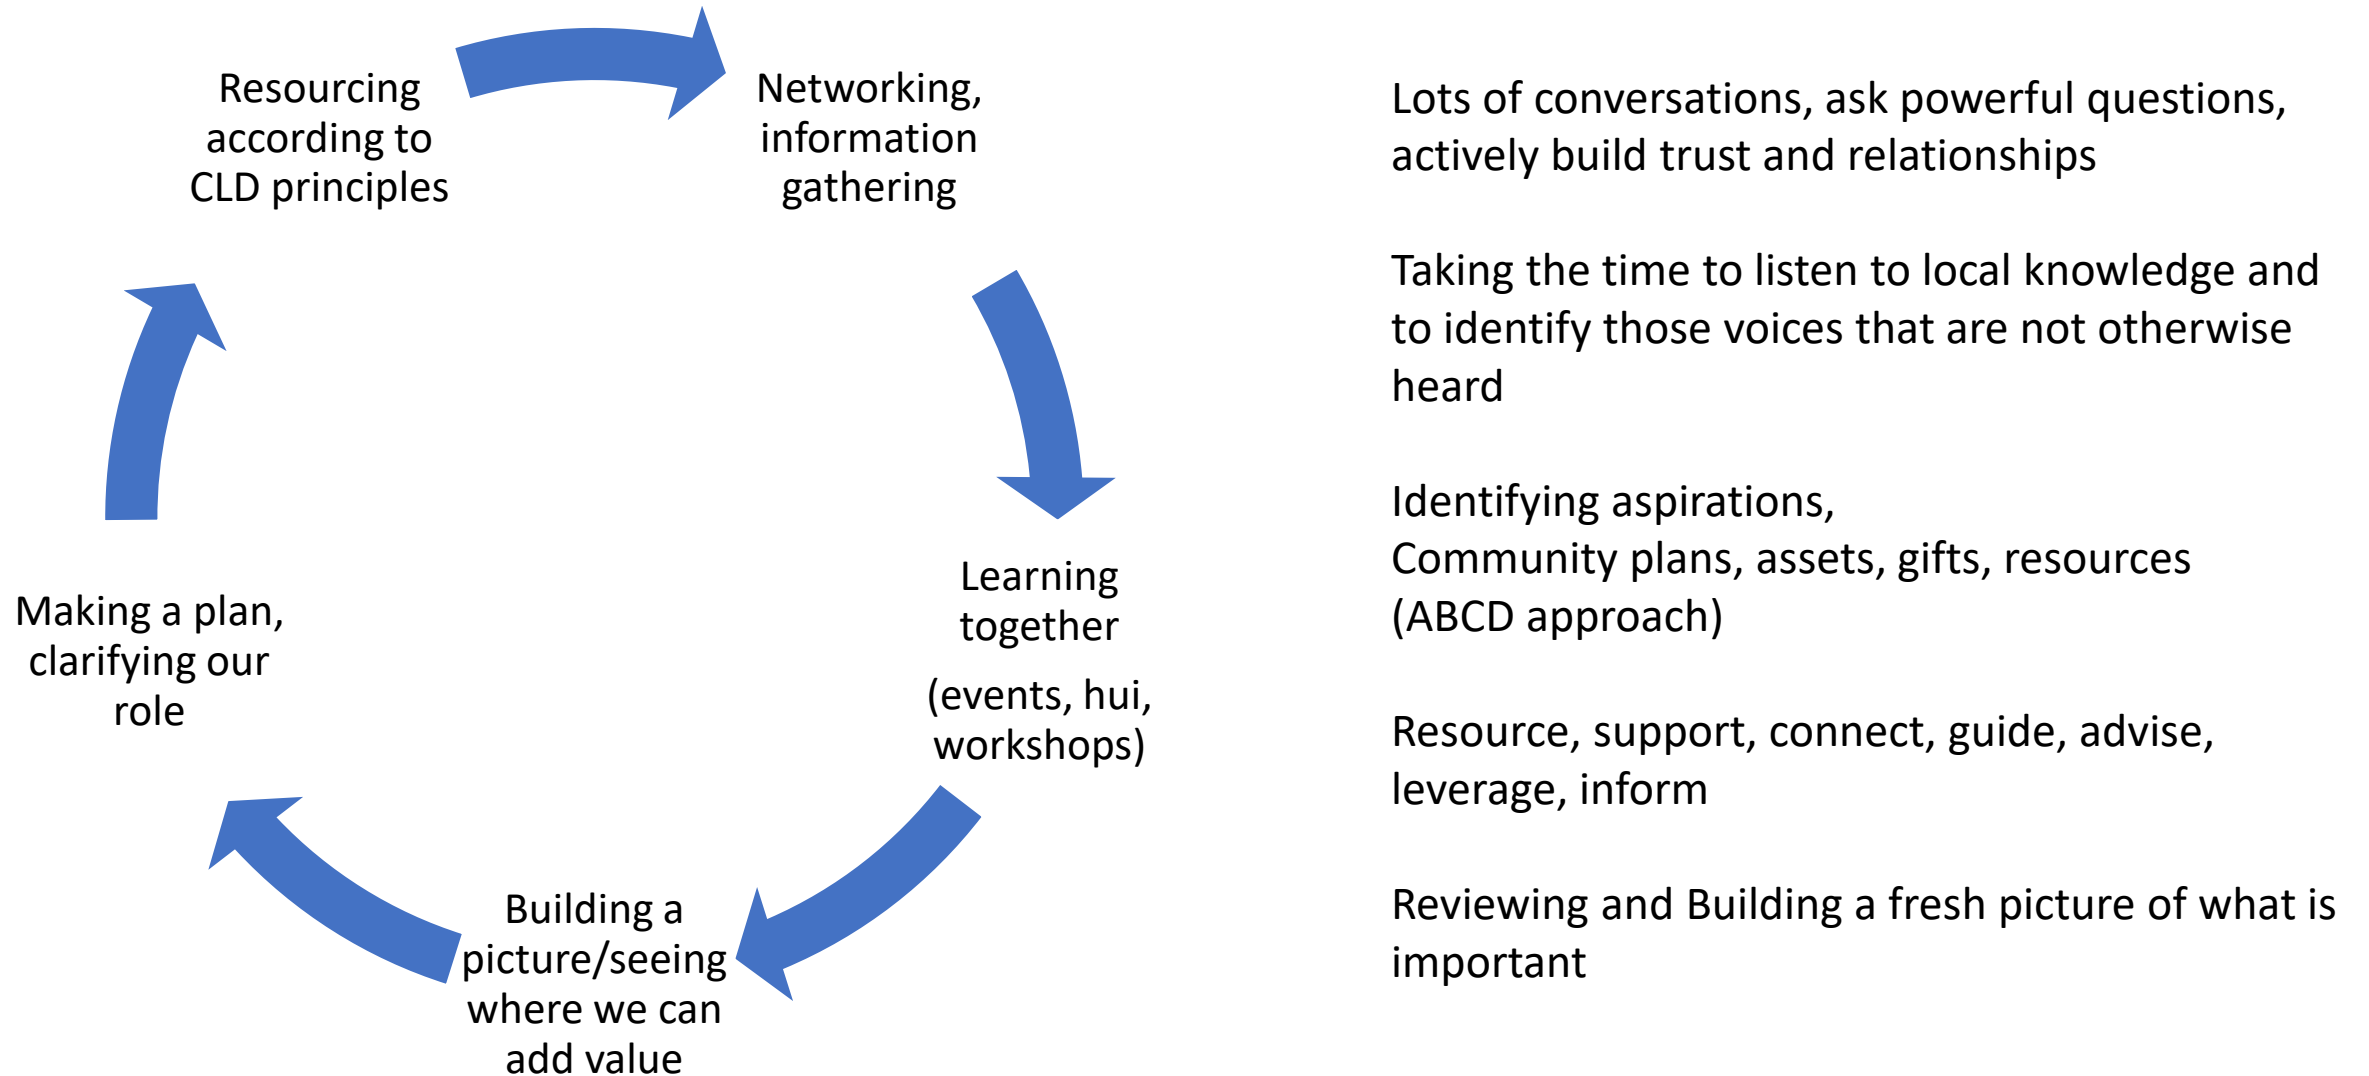 Resourcing
according to
CLD principles
Networking,
information
gathering
Learning
together
(events, hui,
workshops)
Building a
picture/seeing
where we can
add value
Making a plan,
clarifying our
role
Lots of conversations, ask powerful questions,
actively build trust and relationships
Taking the time to listen to local knowledge and
to identify those voices that are not otherwise
heard
Identifying aspirations,
Community plans, assets, gifts, resources
(ABCD approach)
Resource, support, connect, guide, advise,
leverage, inform
Reviewing and Building a fresh picture of what is
important